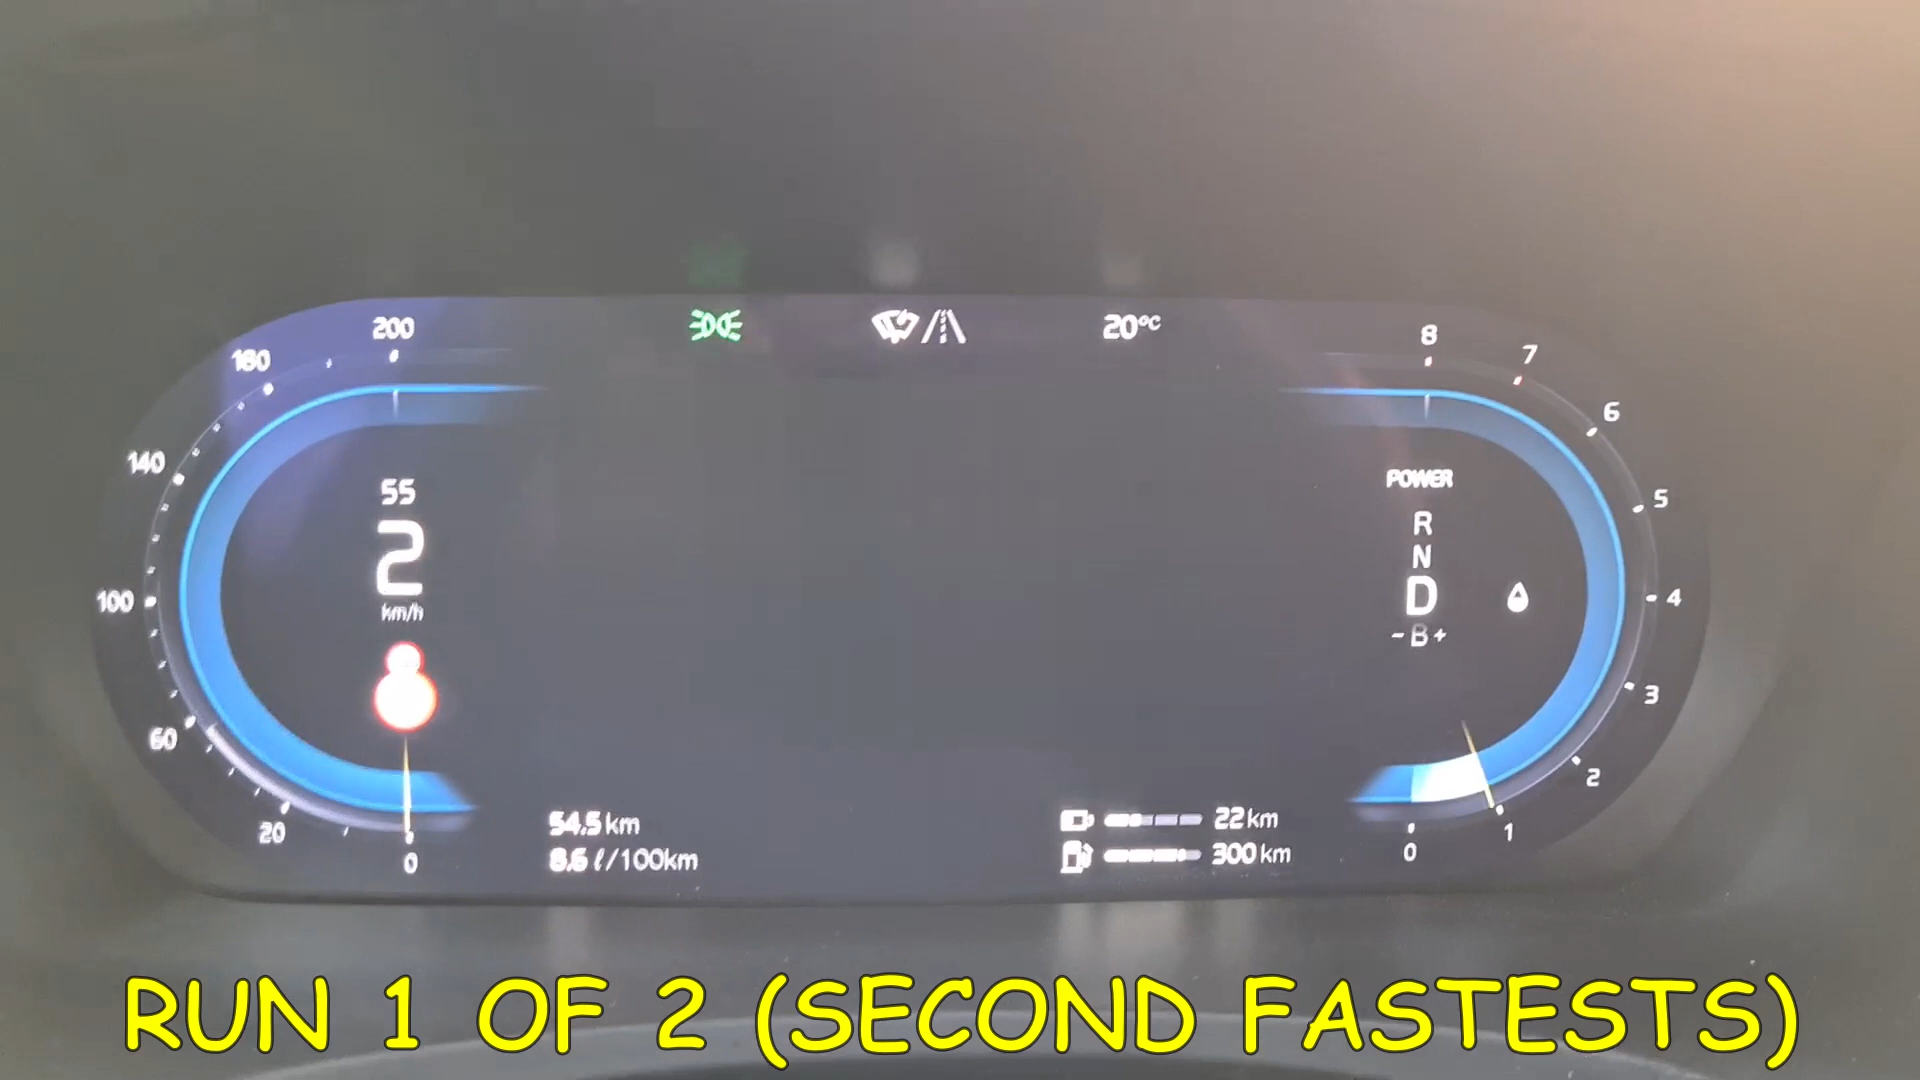 200
180
140
100
60
20
0
55
2
km/h
20°C
8
7
6
5
4
3
2
1
0
POWER
R
N
D
- B +
54.5 km
8.6 ℓ/100km
22 km
300 km
RUN 1 OF 2 (SECOND FASTESTS)